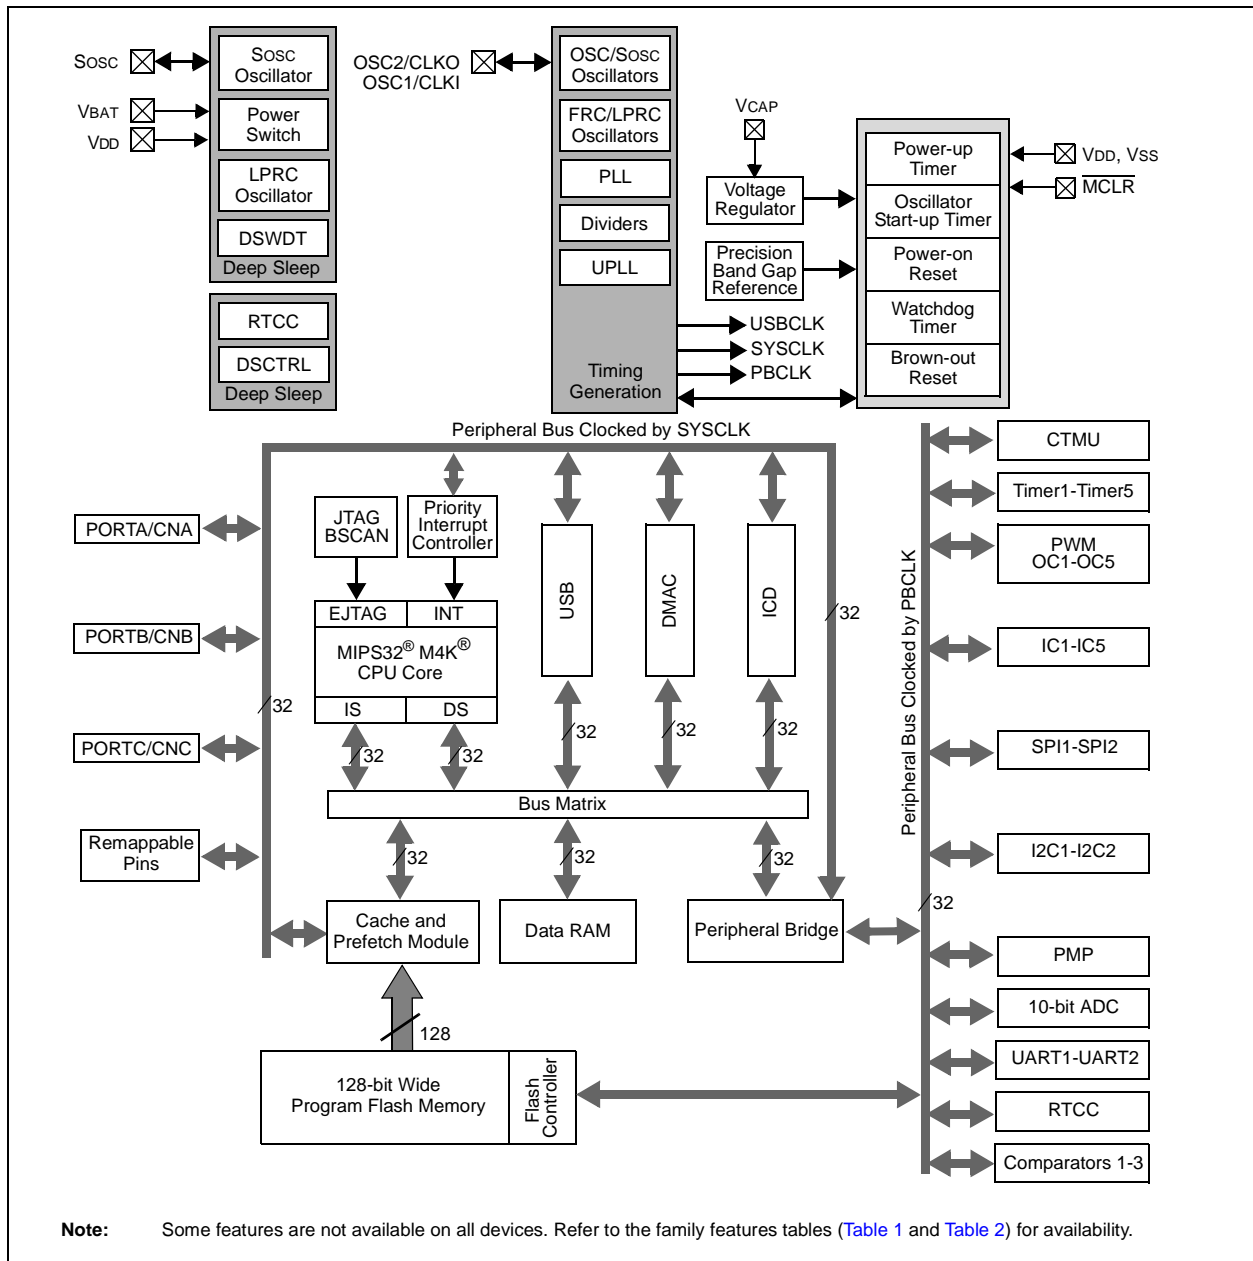 SOSC
SOSC
Oscillator
VBAT
VDD
Power
Switch
LPRC
Oscillator
DSWDT
Deep Sleep
RTCC
DSCTRL
Deep Sleep
OSC2/CLKO
OSC1/CLKI
OSC/SOSC
Oscillators
FRC/LPRC
Oscillators
PLL
Dividers
UPLL
Timing
Generation
USBCLK
SYSCLK
PBCLK
VCAP
Voltage
Regulator
Precision
Band Gap
Reference
Power-up
Timer
Oscillator
Start-up Timer
Power-on
Reset
Watchdog
Timer
Brown-out
Reset
VDD, VSS
MCLR
Peripheral Bus Clocked by SYSCLK
PORTA/CNA
PORTB/CNB
PORTC/CNC
Remappable
Pins
32
JTAG
BSCAN
Priority
Interrupt
Controller
EJTAG
INT
MIPS32® M4K®
CPU Core
IS
DS
32
32
USB
DMAC
ICD
32
32
32
32
Bus Matrix
32
32
32
Cache and
Prefetch Module
Data RAM
Peripheral Bridge
128
128-bit Wide
Program Flash Memory
Flash
Controller
Peripheral Bus Clocked by PBCLK
32
CTMU
Timer1-Timer5
PWM
OC1-OC5
IC1-IC5
SPI1-SPI2
I2C1-I2C2
PMP
10-bit ADC
UART1-UART2
RTCC
Comparators 1-3
Note: Some features are not available on all devices. Refer to the family features tables (Table 1 and Table 2) for availability.